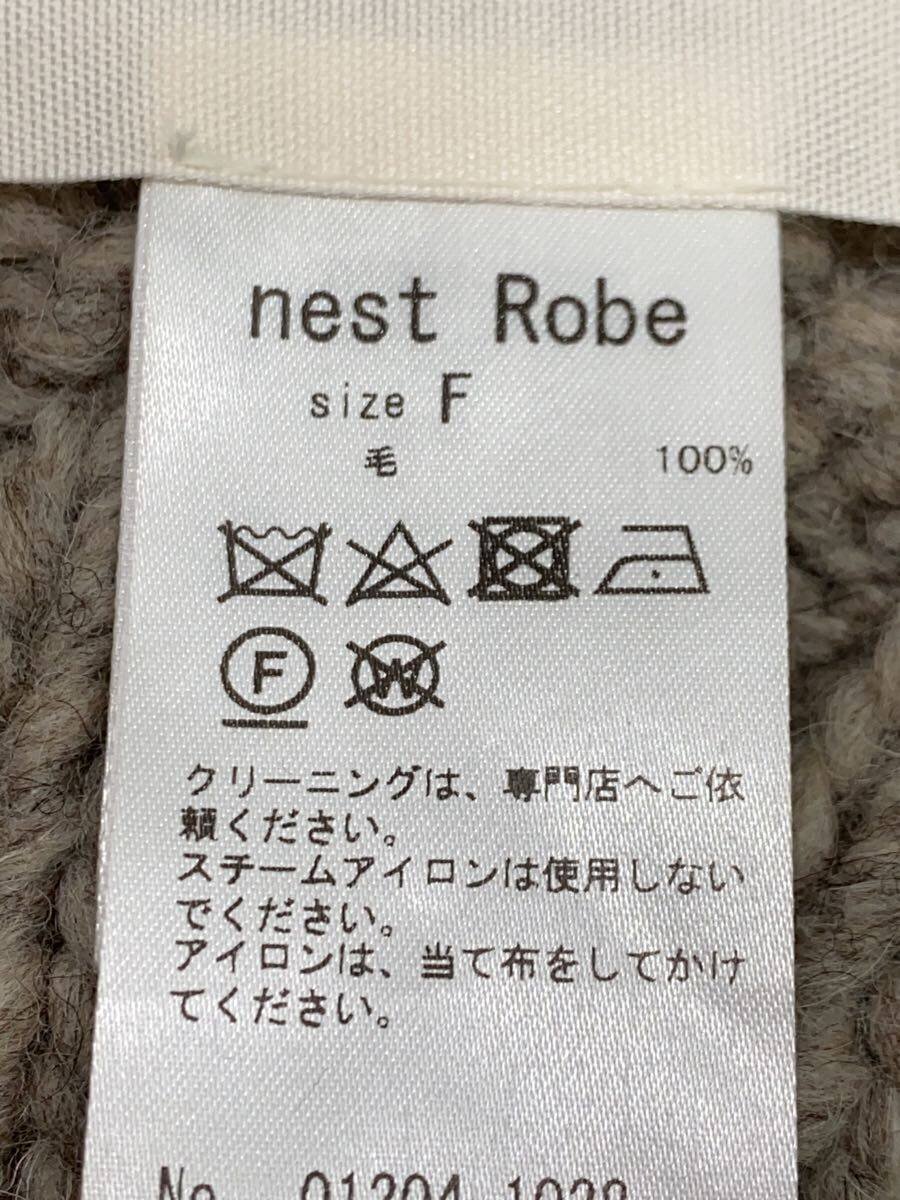 nest Robe
size F
毛 100%
F W
クリーニングは、専門店へご依
頼ください。
スチームアイロンは使用しない
でください。
アイロンは、当て布をしてかけ
てください。
No. 01204-1028